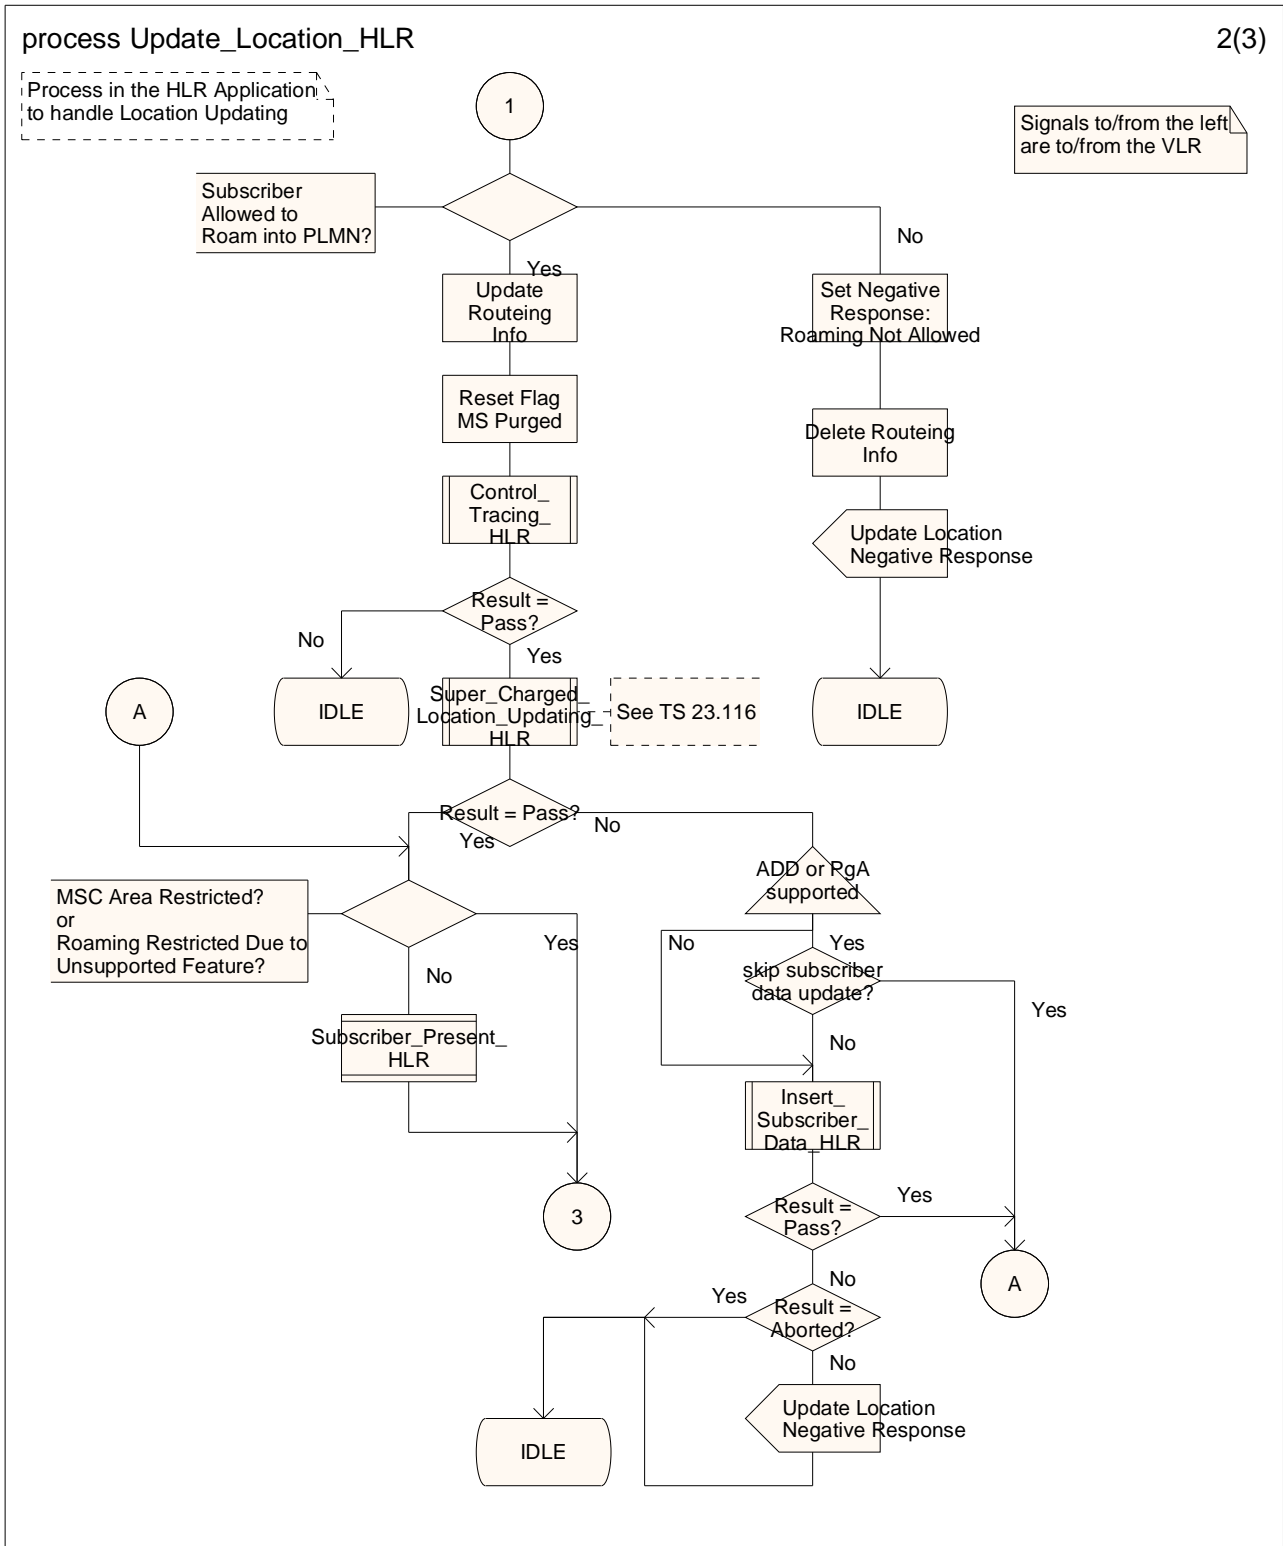 process Update_Location_HLR
2(3)
Process in the HLR Application
to handle Location Updating
1
Signals to/from the left
are to/from the VLR
Subscriber
Allowed to
Roam into PLMN?
No
Yes
Update
Routeing
Info
Set Negative
Response:
Roaming Not Allowed
Reset Flag
MS Purged
Delete Routeing
Info
Control_
Tracing_
HLR
Update Location
Negative Response
Result =
Pass?
No
Yes
A
IDLE
Super_Charged_
Location_Updating_
HLR
See TS 23.116
IDLE
Result = Pass?
Yes
No
ADD or PgA
supported
MSC Area Restricted?
or
Roaming Restricted Due to
Unsupported Feature?
Yes
No
No
Yes
skip subscriber
data update?
Yes
No
Subscriber_Present_
HLR
Insert_
Subscriber_
Data_HLR
3
Result =
Pass?
Yes
No
A
Yes
Result =
Aborted?
No
Update Location
Negative Response
IDLE